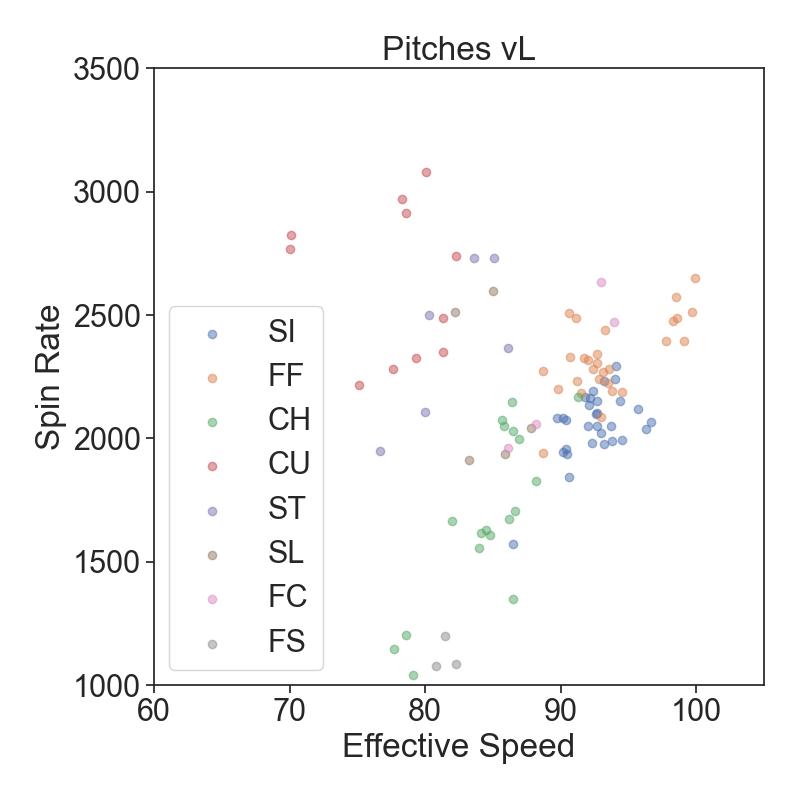 Pitches vL
3500
3000
2500
2000
1500
1000
Spin Rate
SI
FF
CH
CU
ST
SL
FC
FS
60 70 80 90 100
Effective Speed